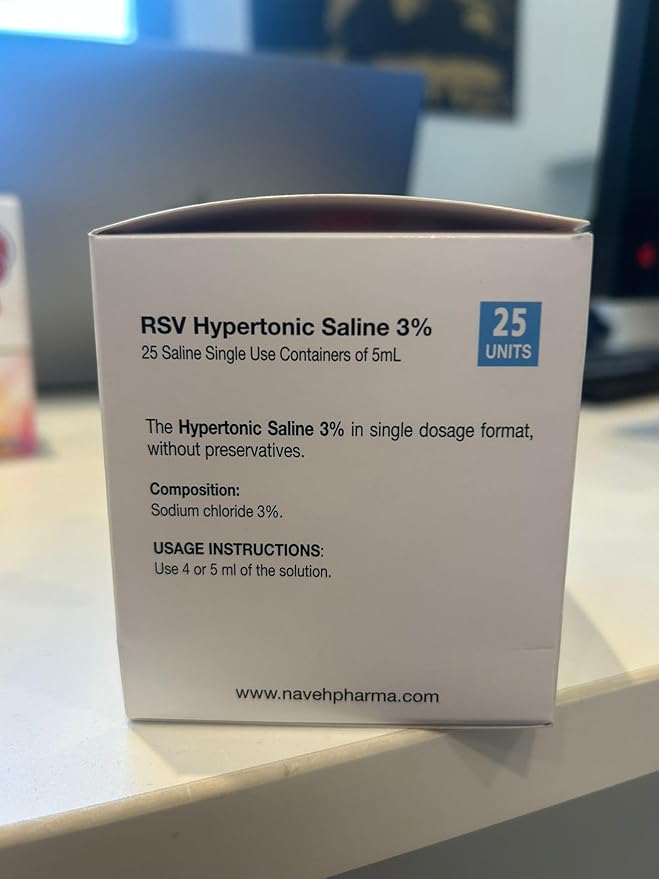 RSV Hypertonic Saline 3%
25 Saline Single Use Containers of 5mL
25
UNITS
The Hypertonic Saline 3% in single dosage format,
without preservatives.
Composition:
Sodium chloride 3%.
USAGE INSTRUCTIONS:
Use 4 or 5 ml of the solution.
www.navehpharma.com